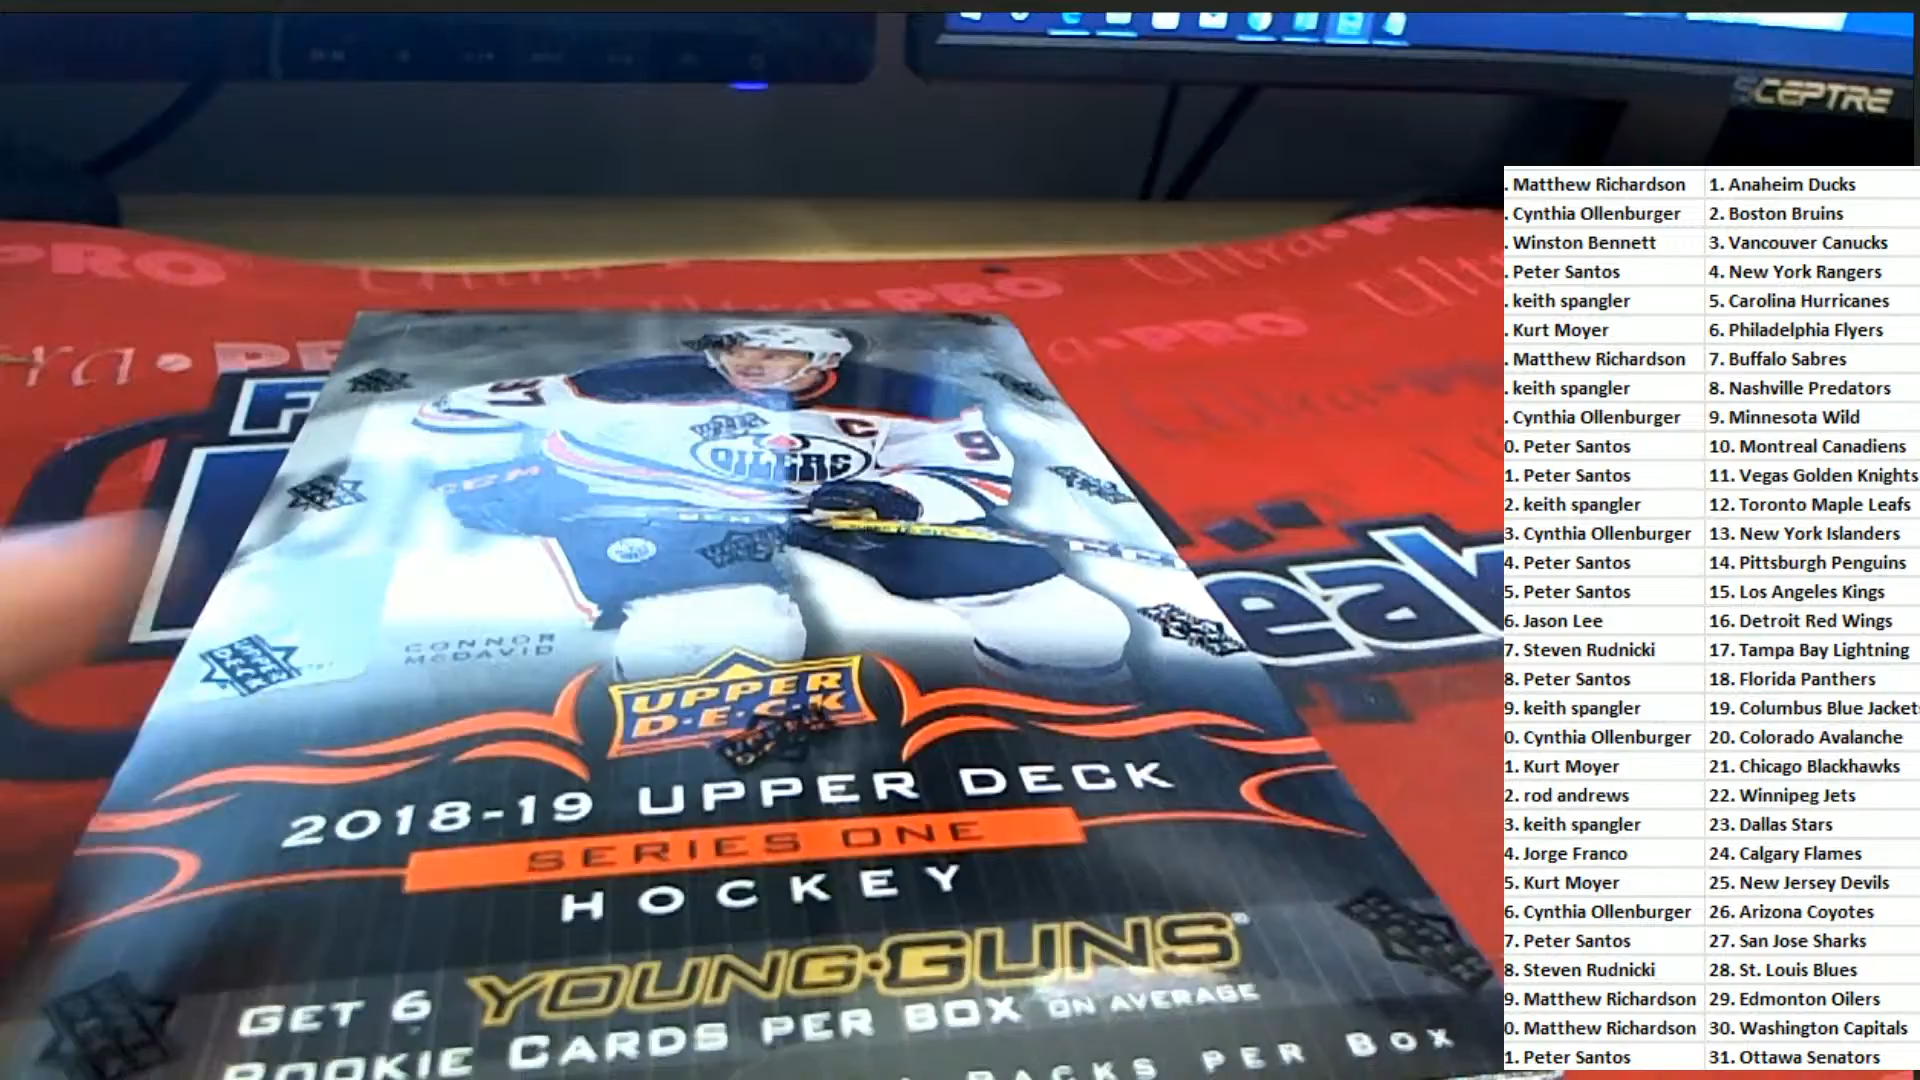 SCEPTRE
PRO
Ultra PRO
Ultra PRO
PRO
CONNOR
McDAVID
37
C
9
OILERS
CCM
UPPER
DECK
UPPER
D·E·C·K
2018-19 UPPER DECK
SERIES ONE
HOCKEY
GET 6 YOUNG·GUNS®
ROOKIE CARDS PER BOX ON AVERAGE
PACKS PER BOX
. Matthew Richardson 1. Anaheim Ducks
. Cynthia Ollenburger 2. Boston Bruins
. Winston Bennett 3. Vancouver Canucks
. Peter Santos 4. New York Rangers
. keith spangler 5. Carolina Hurricanes
. Kurt Moyer 6. Philadelphia Flyers
. Matthew Richardson 7. Buffalo Sabres
. keith spangler 8. Nashville Predators
. Cynthia Ollenburger 9. Minnesota Wild
0. Peter Santos 10. Montreal Canadiens
1. Peter Santos 11. Vegas Golden Knights
2. keith spangler 12. Toronto Maple Leafs
3. Cynthia Ollenburger 13. New York Islanders
4. Peter Santos 14. Pittsburgh Penguins
5. Peter Santos 15. Los Angeles Kings
6. Jason Lee 16. Detroit Red Wings
7. Steven Rudnicki 17. Tampa Bay Lightning
8. Peter Santos 18. Florida Panthers
9. keith spangler 19. Columbus Blue Jackets
0. Cynthia Ollenburger 20. Colorado Avalanche
1. Kurt Moyer 21. Chicago Blackhawks
2. rod andrews 22. Winnipeg Jets
3. keith spangler 23. Dallas Stars
4. Jorge Franco 24. Calgary Flames
5. Kurt Moyer 25. New Jersey Devils
6. Cynthia Ollenburger 26. Arizona Coyotes
7. Peter Santos 27. San Jose Sharks
8. Steven Rudnicki 28. St. Louis Blues
9. Matthew Richardson 29. Edmonton Oilers
0. Matthew Richardson 30. Washington Capitals
1. Peter Santos 31. Ottawa Senators